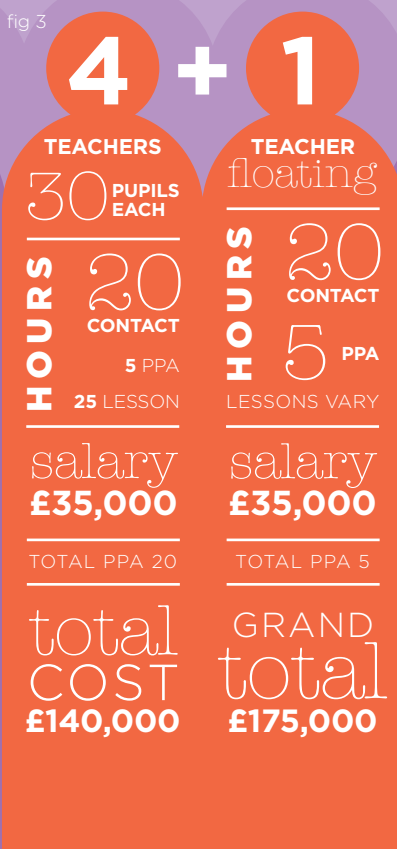 fig 3
4 + 1
TEACHERS
30 PUPILS
EACH
HOURS
20
CONTACT
5 PPA
25 LESSON
salary
£35,000
TOTAL PPA 20
total
COST
£140,000
TEACHER
floating
HOURS
20
CONTACT
5 PPA
LESSONS VARY
salary
£35,000
TOTAL PPA 5
GRAND
total
£175,000